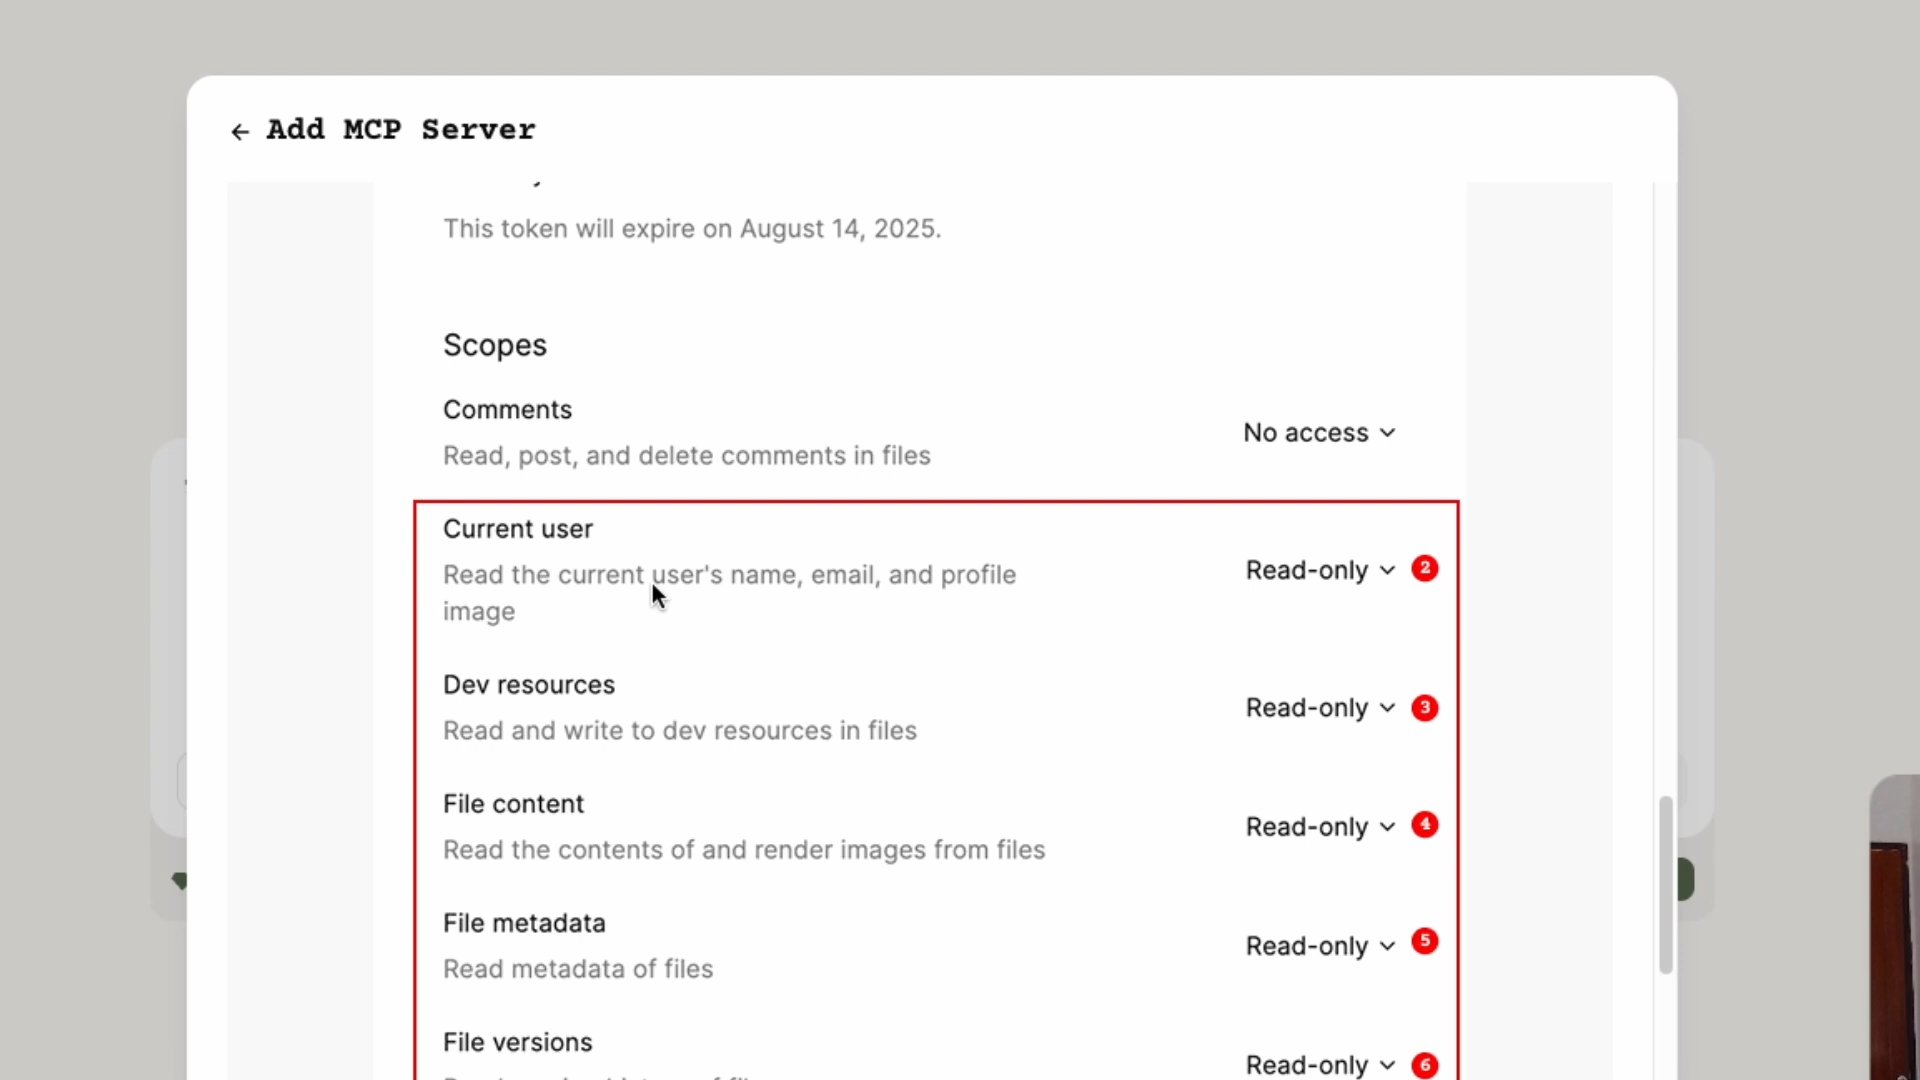 Add MCP Server
This token will expire on August 14, 2025.
Scopes
Comments
No access
Read, post, and delete comments in files
Current user
Read the current user's name, email, and profile
image
Read-only
2
Dev resources
Read-only
3
Read and write to dev resources in files
File content
Read-only
4
Read the contents of and render images from files
File metadata
Read-only
5
Read metadata of files
File versions
Read-only
6